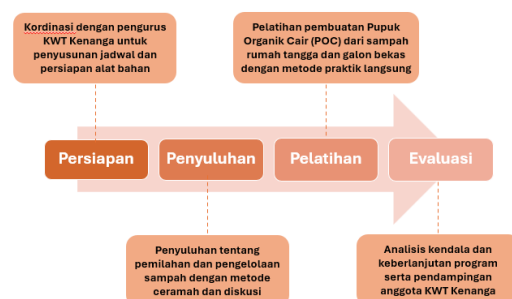 Kordinasi dengan pengurus
KWT Kenanga untuk
penyusunan jadwal dan
persiapan alat bahan
Pelatihan pembuatan Pupuk
Organik Cair (POC) dari sampah
rumah tangga dan galon bekas
dengan metode praktik langsung
Persiapan
Penyuluhan
Pelatihan
Evaluasi
Penyuluhan tentang
pemilahan dan pengelolaan
sampah dengan metode
ceramah dan diskusi
Analisis kendala dan
keberlanjutan program
serta pendampingan
anggota KWT Kenanga